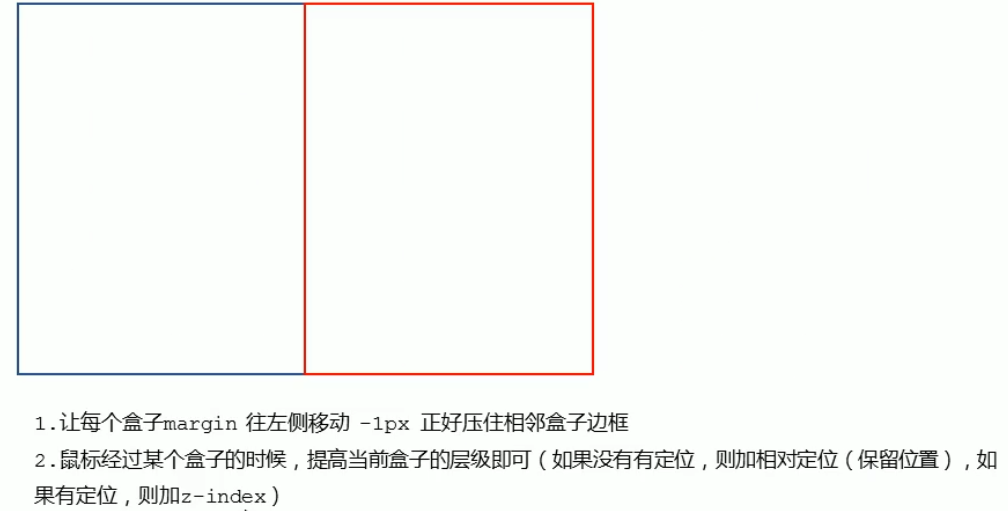 1.让每个盒子margin 往左侧移动 -1px 正好压住相邻盒子边框
2.鼠标经过某个盒子的时候，提高当前盒子的层级即可（如果没有有定位，则加相对定位（保留位置），如
果有定位，则加z-index）